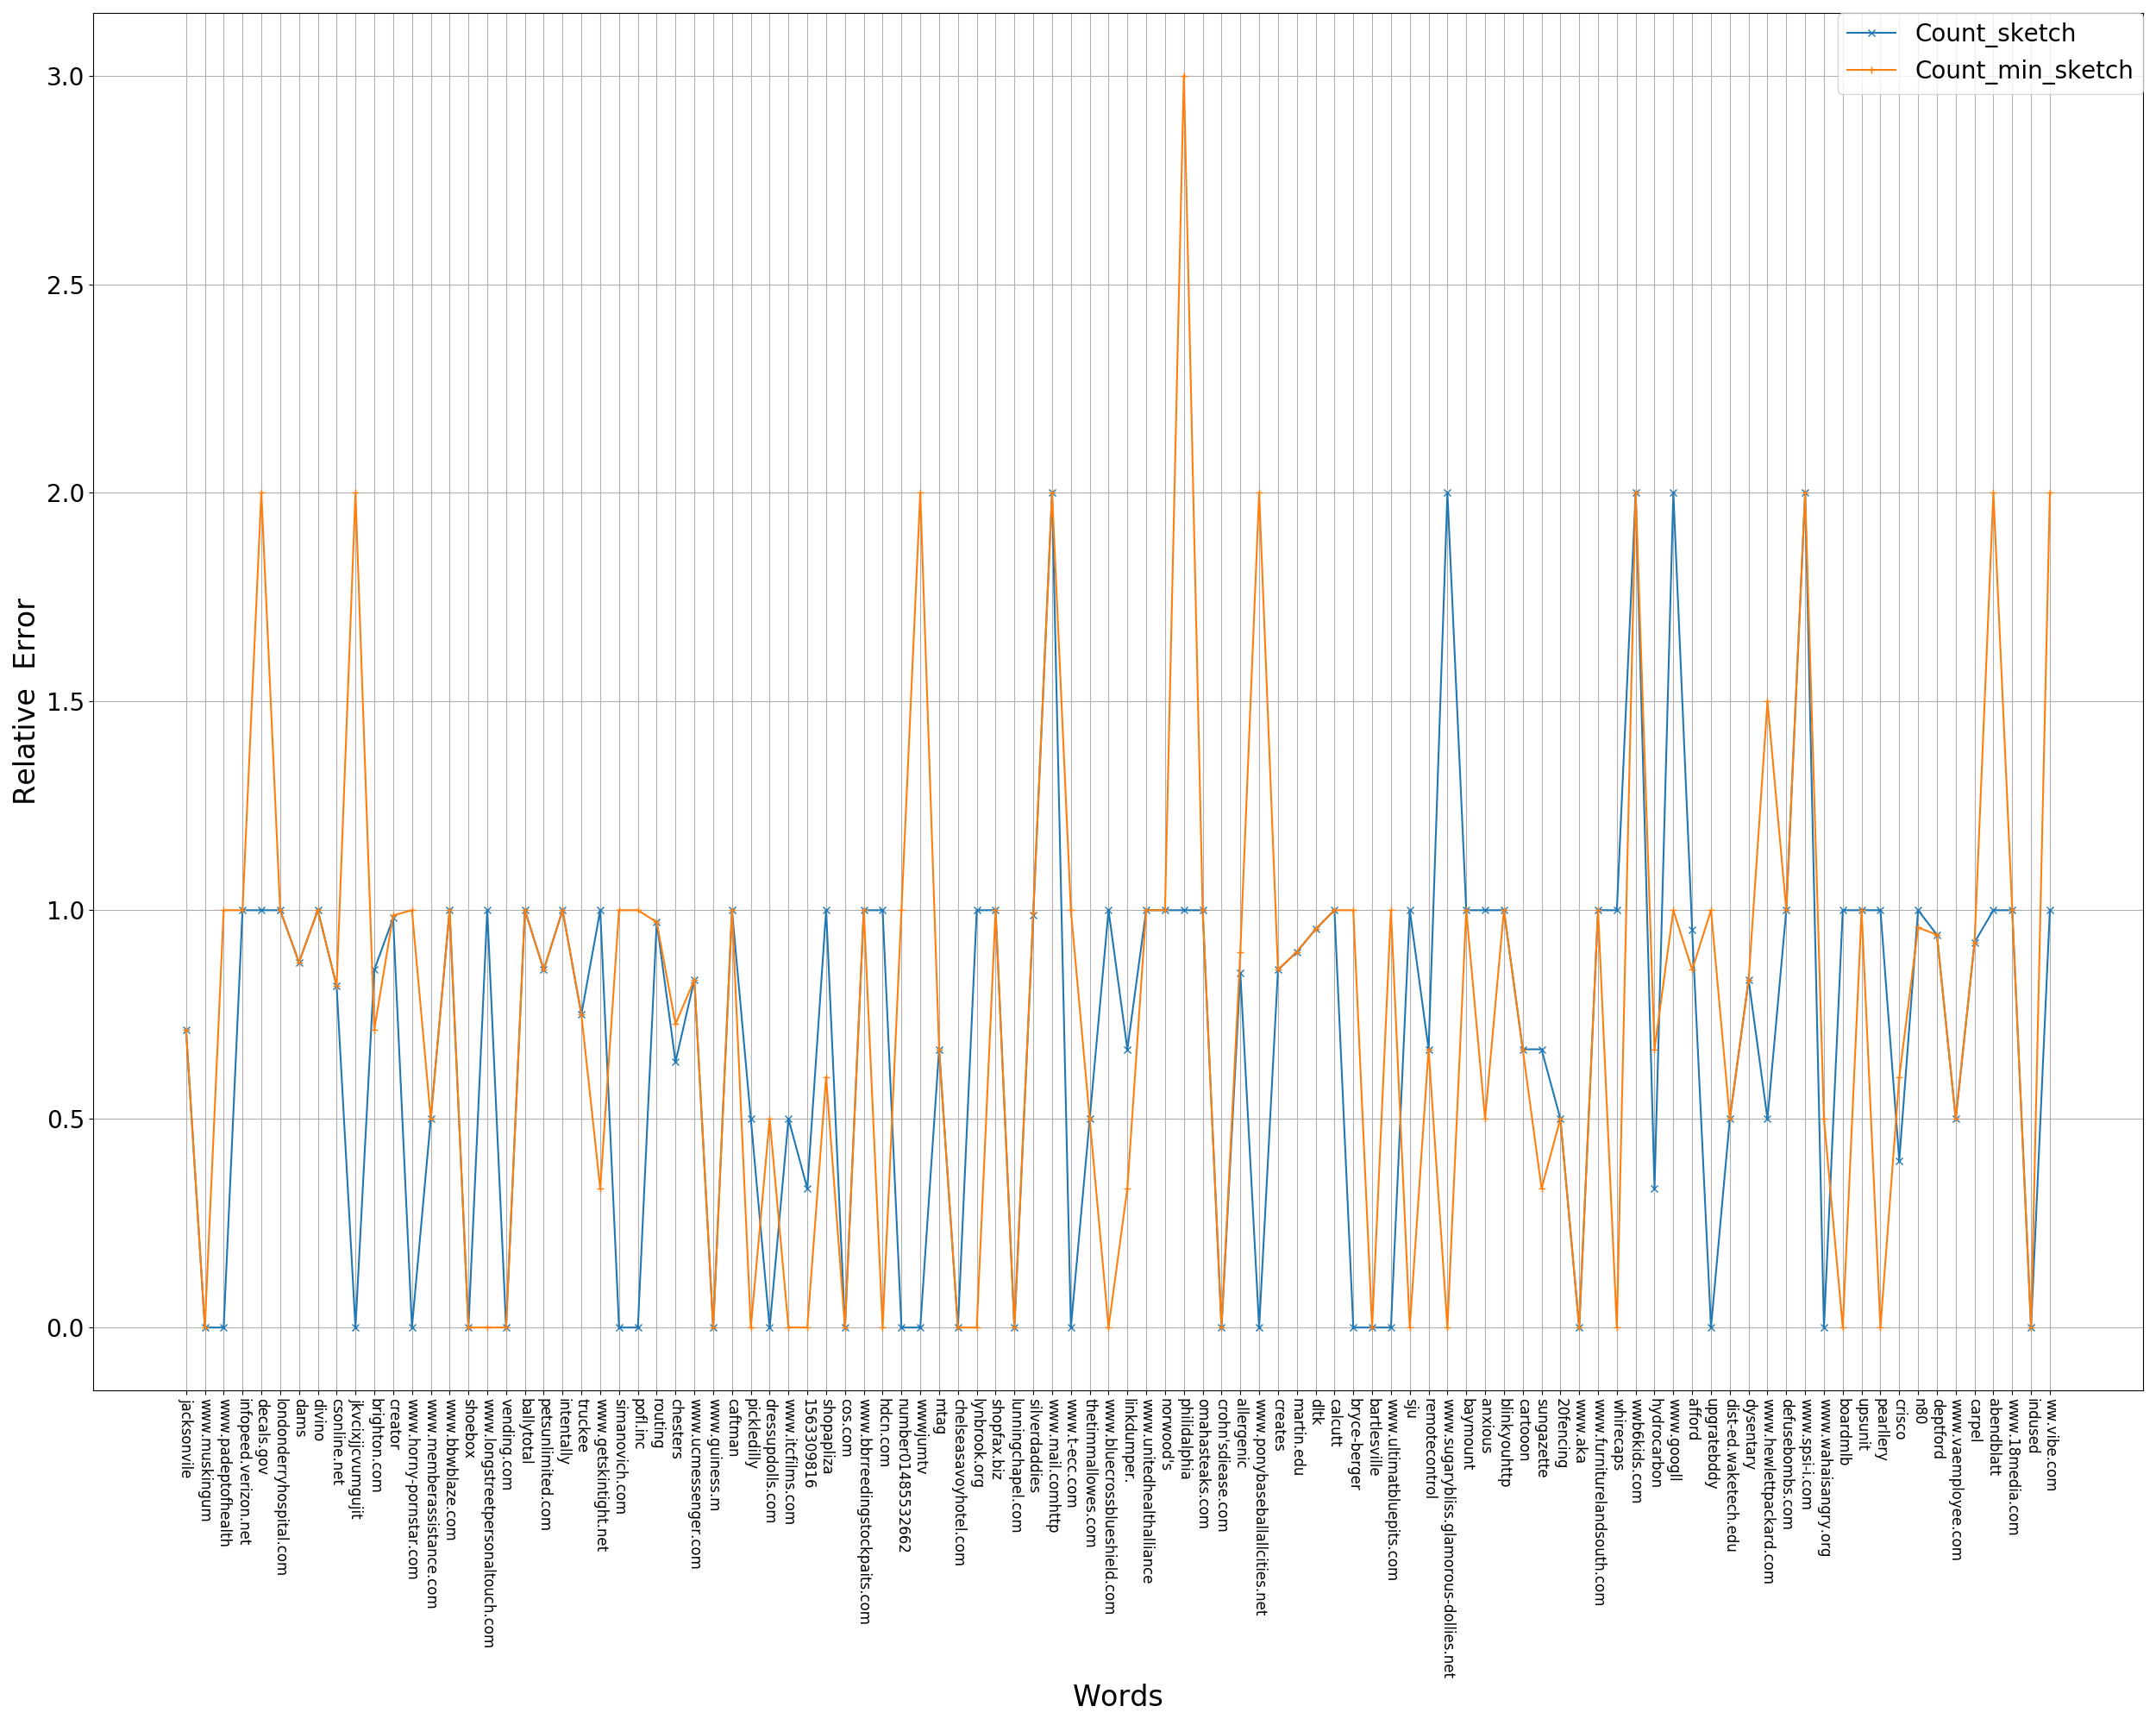 Count_sketch
Count_min_sketch
3.0
2.5
2.0
1.5
1.0
0.5
0.0
Relative Error
jacksonvile
www.muskingum
www.padeptofhealth
infopeed.verizon.net
decals.gov
londonderryhospital.com
dams
divino
csonline.net
jkvcixjjcvumgujit
brighton.com
creator
www.horny-pornstar.com
www.memberassistance.com
www.bbwblaze.com
shoebox
www.longstreetpersonaltouch.com
vending.com
ballytotal
petsunlimited.com
intentally
truckee
www.getskintight.net
simanovich.com
pofl.inc
routing
chesters
www.ucmessenger.com
www.guiness.m
caftman
pickledilly
dressupdolls.com
www.itcfilms.com
1563309816
shopapliza
cos.com
www.bbrreedingstockpaits.com
hdcn.com
number01485532662
wwwjumtv
mtag
chelseasavoyhotel.com
lynbrook.org
shopfax.biz
lunningchapel.com
silverdaddies
www.mail.comhttp
www.t-ecc.com
thetimmallowes.com
www.bluecrossblueshield.com
linkdumper.
www.unitedhealthalliance
norwood's
phildalphia
omahasteaks.com
crohn'sdiease.com
allergenic
www.ponybaseballallcities.net
creates
martin.edu
dltk
calcutt
bryce-berger
bartlesville
www.ultimatbluepits.com
sju
remotecontrol
www.sugarybliss.glamorous-dollies.net
baymount
anxious
blinkyouhttp
cartooon
sungazette
20fencing
www.aka
www.furniturelandsouth.com
whirecaps
wwb6kids.com
hydrocarbon
www.googll
afford
upgratebddy
dist-ed.waketech.edu
dysentary
www.hewlettpackard.com
defusebombs.com
www.spsi-i.com
www.wahaisangry.org
boardmlb
upsunit
pearllery
crisco
n80
deptford
www.vaemployee.com
carpel
abendblatt
www.18media.com
indused
ww.vibe.com
Words